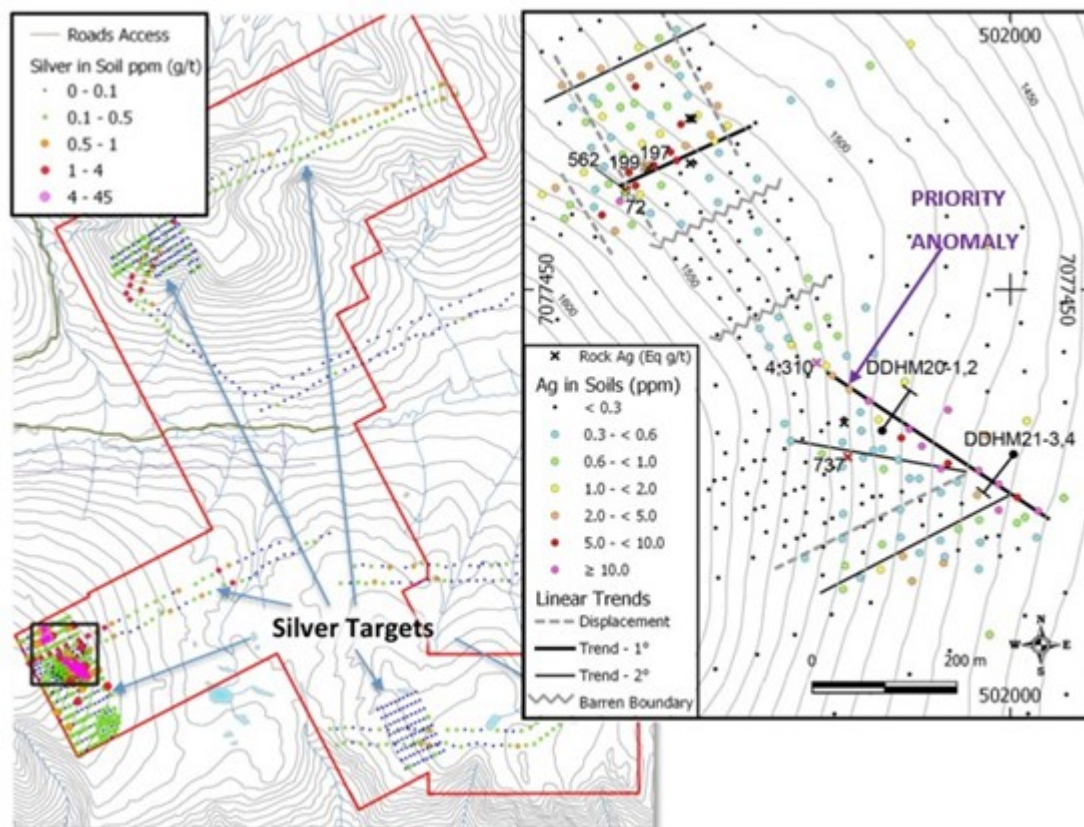 Roads Access
Silver in Soil ppm (g/t)
0 - 0.1
0.1 - 0.5
0.5 - 1
1 - 4
4 - 45
Silver Targets
502000
1450
1500
562
199
197
72
PRIORITY
ANOMALY
7077450
7077450
1550
1600
4,310
DDHM20-1,2
DDHM21-3,4
737
Rock Ag (Eq g/t)
Ag in Soils (ppm)
< 0.3
0.3 - < 0.6
0.6 - < 1.0
1.0 - < 2.0
2.0 - < 5.0
5.0 - < 10.0
≥ 10.0
Linear Trends
Displacement
Trend - 1°
Trend - 2°
Barren Boundary
N
W E
S
0 200 m
502000